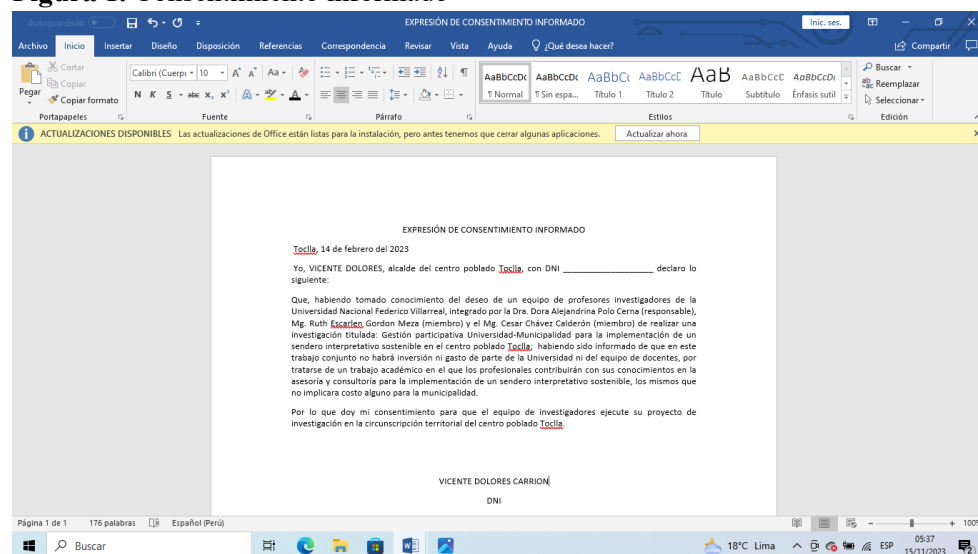 Figura 1. Consentimiento informado
Autoguardado
EXPRESIÓN DE CONSENTIMIENTO INFORMADO
Inic. ses.
Archivo Inicio Insertar Diseño Disposición Referencias Correspondencia Revisar Vista Ayuda ¿Qué desea hacer? Compartir
Pegar
Cortar
Copiar
Copiar formato
Calibri (Cuerpo 10
N K S abc x₂ x²
AaBbCcDc AaBbCcDc AaBbCc AaBbCcC AaB AaBbCcC AaBbCcDc
¶ Normal ¶ Sin espa... Título 1 Título 2 Título Subtítulo Énfasis sutil
Buscar
Reemplazar
Seleccionar
Portapapeles Fuente Párrafo Estilos Edición
ACTUALIZACIONES DISPONIBLES Las actualizaciones de Office están listas para la instalación, pero antes tenemos que cerrar algunas aplicaciones. Actualizar ahora
EXPRESIÓN DE CONSENTIMIENTO INFORMADO
Toclla, 14 de febrero del 2023
Yo, VICENTE DOLORES, alcalde del centro poblado Toclla, con DNI ___________________ declaro lo
siguiente:
Que, habiendo tomado conocimiento del deseo de un equipo de profesores investigadores de la
Universidad Nacional Federico Villarreal, integrado por la Dra. Dora Alejandrina Polo Cerna (responsable),
Mg. Ruth Escarlen Gordon Meza (miembro) y el Mg. Cesar Chávez Calderón (miembro) de realizar una
investigación titulada: Gestión participativa Universidad-Municipalidad para la implementación de un
sendero interpretativo sostenible en el centro poblado Toclla; habiendo sido informado de que en este
trabajo conjunto no habrá inversión ni gasto de parte de la Universidad ni del equipo de docentes, por
tratarse de un trabajo académico en el que los profesionales contribuirán con sus conocimientos en la
asesoría y consultoría para la implementación de un sendero interpretativo sostenible, los mismos que
no implicara costo alguno para la municipalidad.
Por lo que doy mi consentimiento para que el equipo de investigadores ejecute su proyecto de
investigación en la circunscripción territorial del centro poblado Toclla.
VICENTE DOLORES CARRION
DNI
Página 1 de 1 176 palabras Español (Perú) 100%
Buscar
18°C Lima ESP 05:37
15/11/2023